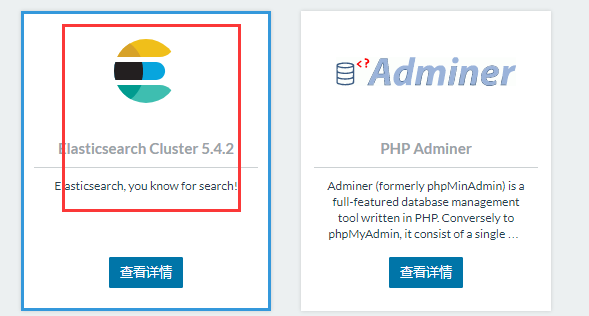 Elasticsearch Cluster 5.4.2
Elasticsearch, you know for search!
查看详情
<? Adminer
PHP Adminer
Adminer (formerly phpMinAdmin) is a
full-featured database management
tool written in PHP. Conversely to
phpMyAdmin, it consist of a single …
查看详情